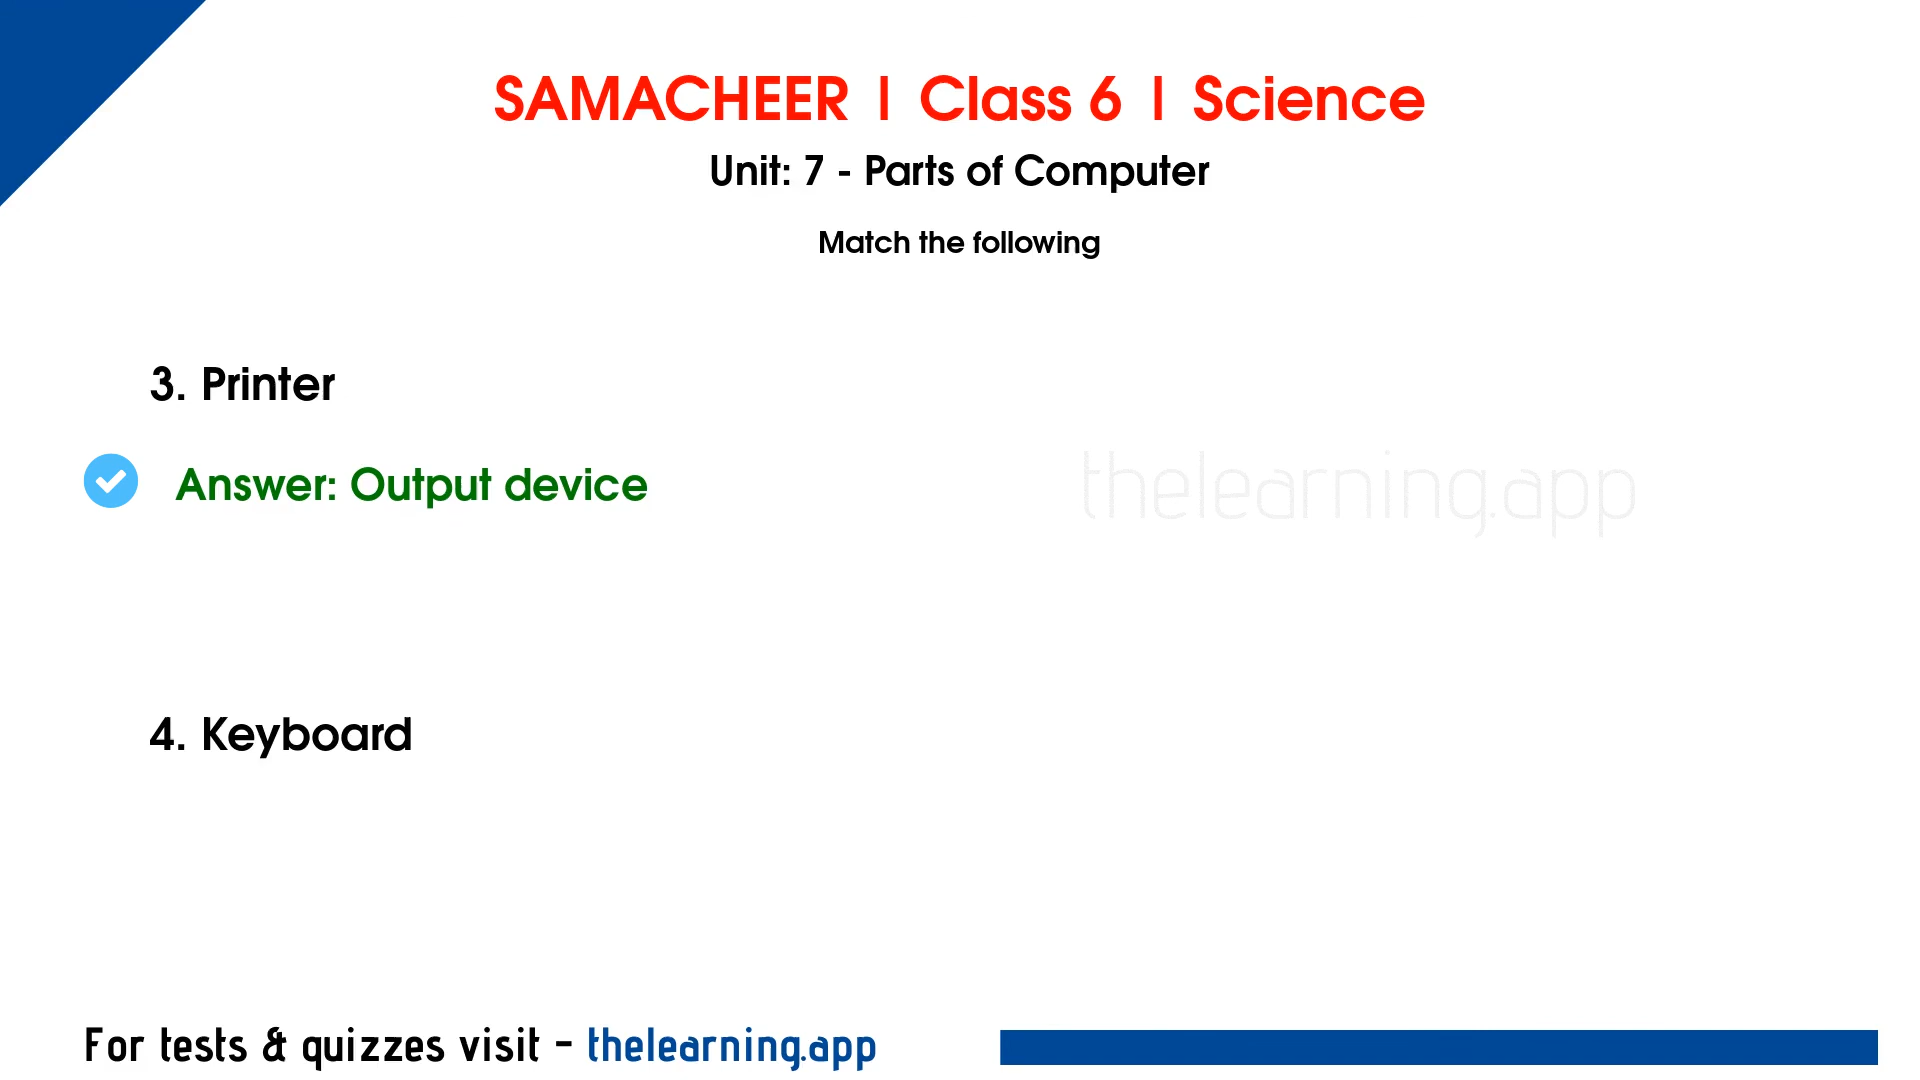 SAMACHEER | Class 6 | Science
Unit: 7 - Parts of Computer
Match the following
3. Printer
Answer: Output device
thelearning.app
4. Keyboard
For tests & quizzes visit - thelearning.app